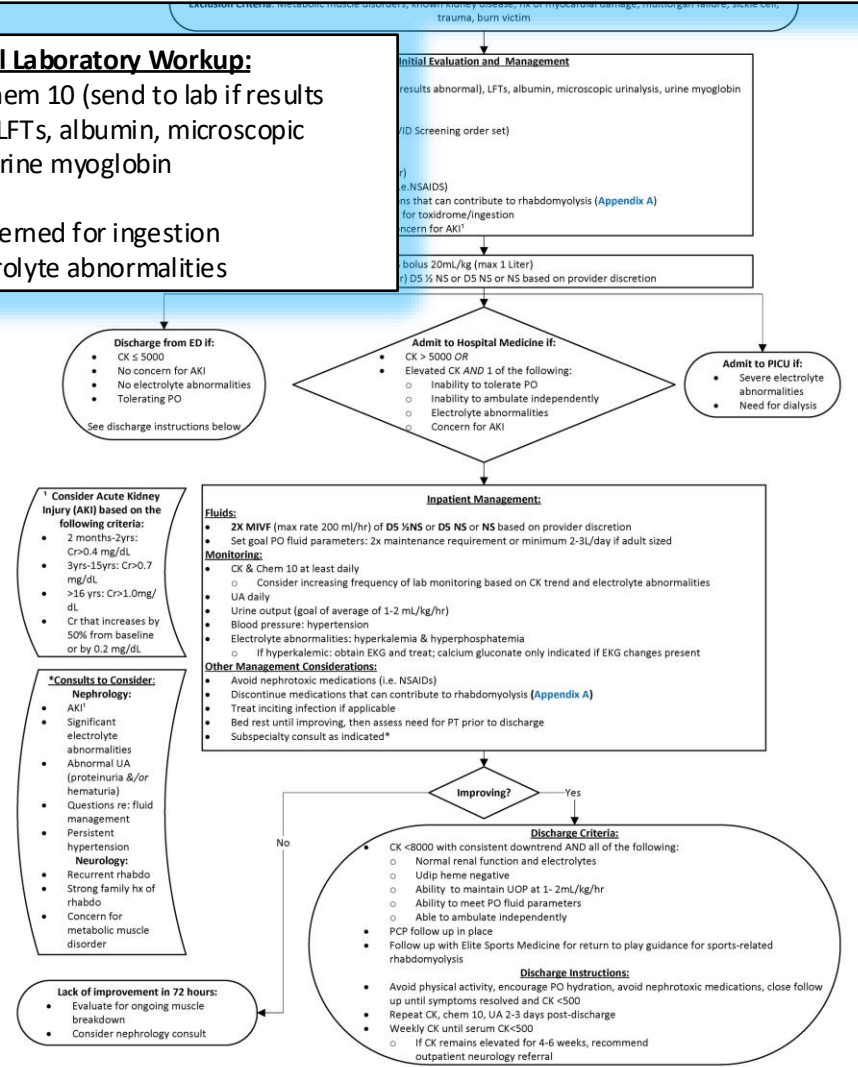 Exclusion Criteria: Metabolic muscle disorders, known kidney disease, hx of myocardial damage, multiorgan failure, sickle cell,
trauma, burn victim
l Laboratory Workup:
hem 10 (send to lab if results
LFTs, albumin, microscopic
rine myoglobin
erned for ingestion
rolyte abnormalities
Initial Evaluation and Management
results abnormal), LFTs, albumin, microscopic urinalysis, urine myoglobin
VID Screening order set)
r)
.e.NSAIDS)
ns that can contribute to rhabdomyolysis (Appendix A)
for toxidrome/ingestion
ncern for AKI¹
bolus 20mL/kg (max 1 Liter)
r) D5 ½ NS or D5 NS or NS based on provider discretion
Discharge from ED if:
• CK ≤ 5000
• No concern for AKI
• No electrolyte abnormalities
• Tolerating PO
See discharge instructions below
Admit to Hospital Medicine if:
• CK > 5000 OR
• Elevated CK AND 1 of the following:
○ Inability to tolerate PO
○ Inability to ambulate independently
○ Electrolyte abnormalities
○ Concern for AKI
Admit to PICU if:
• Severe electrolyte
abnormalities
• Need for dialysis
¹ Consider Acute Kidney
Injury (AKI) based on the
following criteria:
• 2 months-2yrs:
Cr>0.4 mg/dL
• 3yrs-15yrs: Cr>0.7
mg/dL
• >16 yrs: Cr>1.0mg/
dL
• Cr that increases by
50% from baseline
or by 0.2 mg/dL
Inpatient Management:
Fluids:
• 2X MIVF (max rate 200 ml/hr) of D5 ½NS or D5 NS or NS based on provider discretion
• Set goal PO fluid parameters: 2x maintenance requirement or minimum 2-3L/day if adult sized
Monitoring:
• CK & Chem 10 at least daily
○ Consider increasing frequency of lab monitoring based on CK trend and electrolyte abnormalities
• UA daily
• Urine output (goal of average of 1-2 mL/kg/hr)
• Blood pressure: hypertension
• Electrolyte abnormalities: hyperkalemia & hyperphosphatemia
○ If hyperkalemic: obtain EKG and treat; calcium gluconate only indicated if EKG changes present
Other Management Considerations:
• Avoid nephrotoxic medications (i.e. NSAIDs)
• Discontinue medications that can contribute to rhabdomyolysis (Appendix A)
• Treat inciting infection if applicable
• Bed rest until improving, then assess need for PT prior to discharge
• Subspecialty consult as indicated*
*Consults to Consider:
Nephrology:
• AKI¹
• Significant
electrolyte
abnormalities
• Abnormal UA
(proteinuria &/or
hematuria)
• Questions re: fluid
management
• Persistent
hypertension
Neurology:
• Recurrent rhabdo
• Strong family hx of
rhabdo
• Concern for
metabolic muscle
disorder
Improving?
Yes
No
Discharge Criteria:
• CK <8000 with consistent downtrend AND all of the following:
○ Normal renal function and electrolytes
○ Udip heme negative
○ Ability to maintain UOP at 1- 2mL/kg/hr
○ Ability to meet PO fluid parameters
○ Able to ambulate independently
• PCP follow up in place
• Follow up with Elite Sports Medicine for return to play guidance for sports-related
rhabdomyolysis
Discharge Instructions:
• Avoid physical activity, encourage PO hydration, avoid nephrotoxic medications, close follow
up until symptoms resolved and CK <500
• Repeat CK, chem 10, UA 2-3 days post-discharge
• Weekly CK until serum CK<500
○ If CK remains elevated for 4-6 weeks, recommend
outpatient neurology referral
Lack of improvement in 72 hours:
• Evaluate for ongoing muscle
breakdown
• Consider nephrology consult